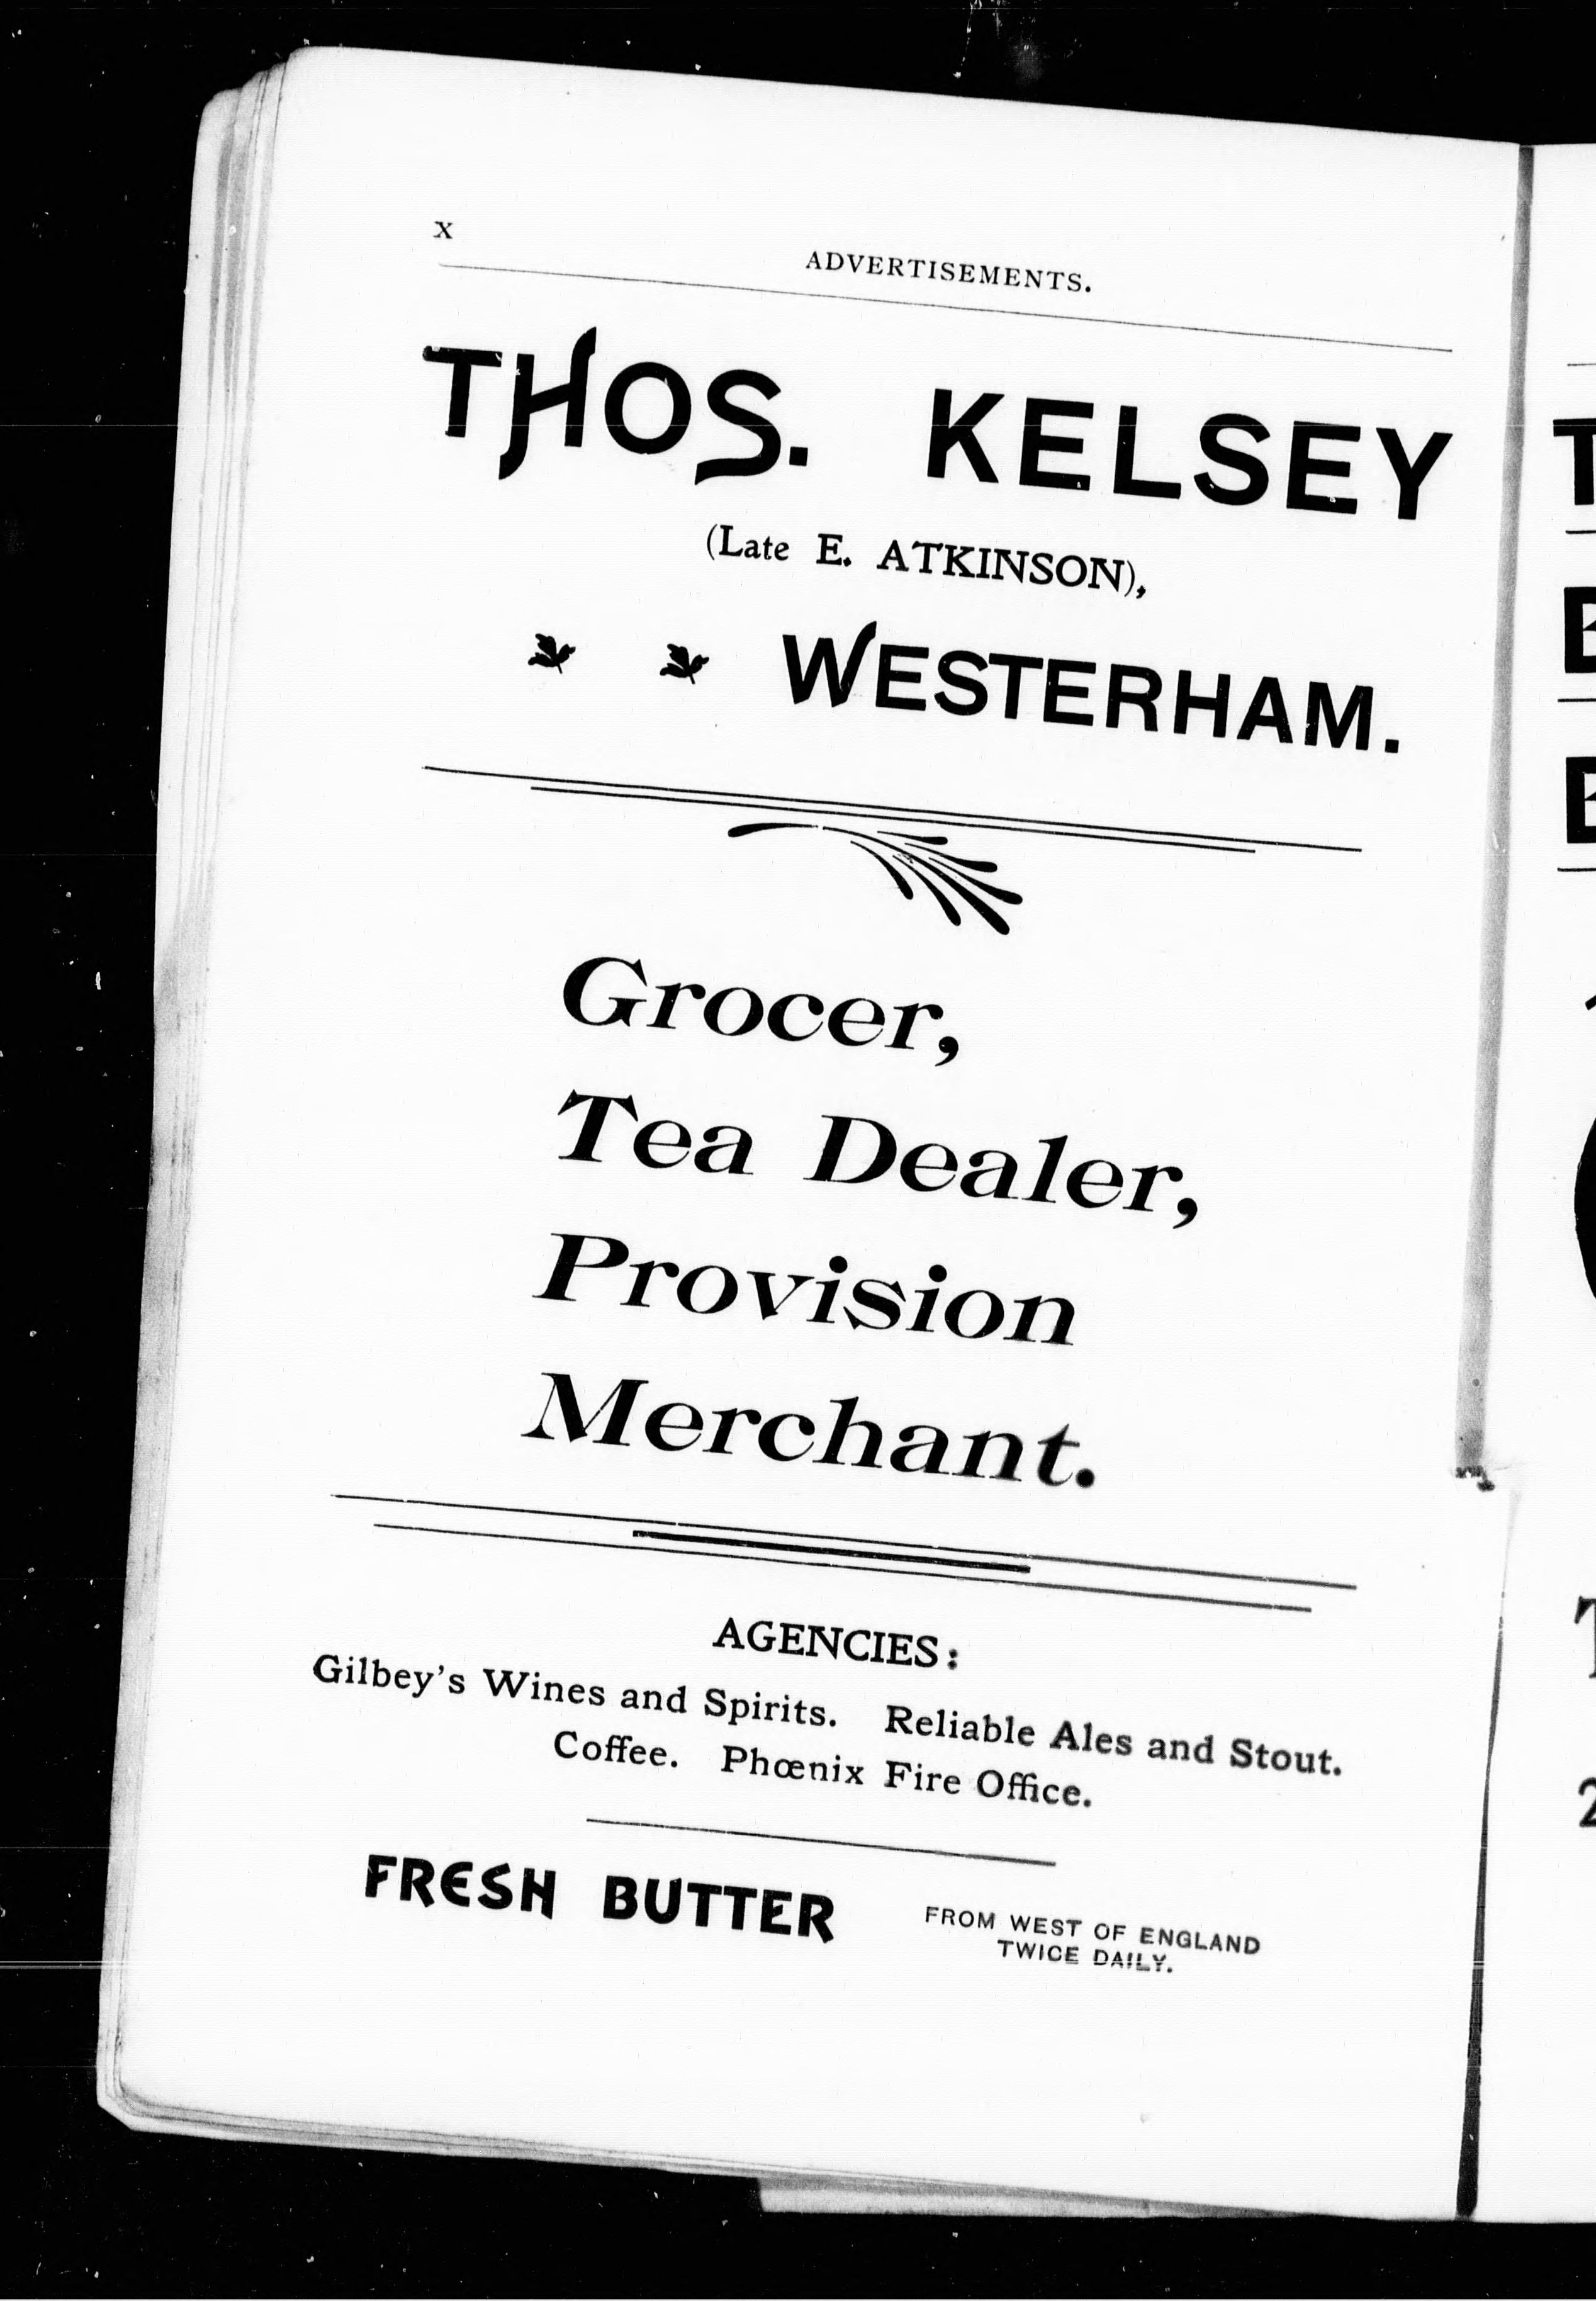 x
ADVERTISEMENTS.
THOS. KELSEY
(Late E. ATKINSON),
WESTERHAM.
Grocer,
Tea Dealer,
Provision
Merchant.
AGENCIES:
Gilbey's Wines and Spirits. Reliable Ales and Stout.
Coffee. Phœnix Fire Office.
FRESH BUTTER
FROM WEST OF ENGLAND
TWICE DAILY.